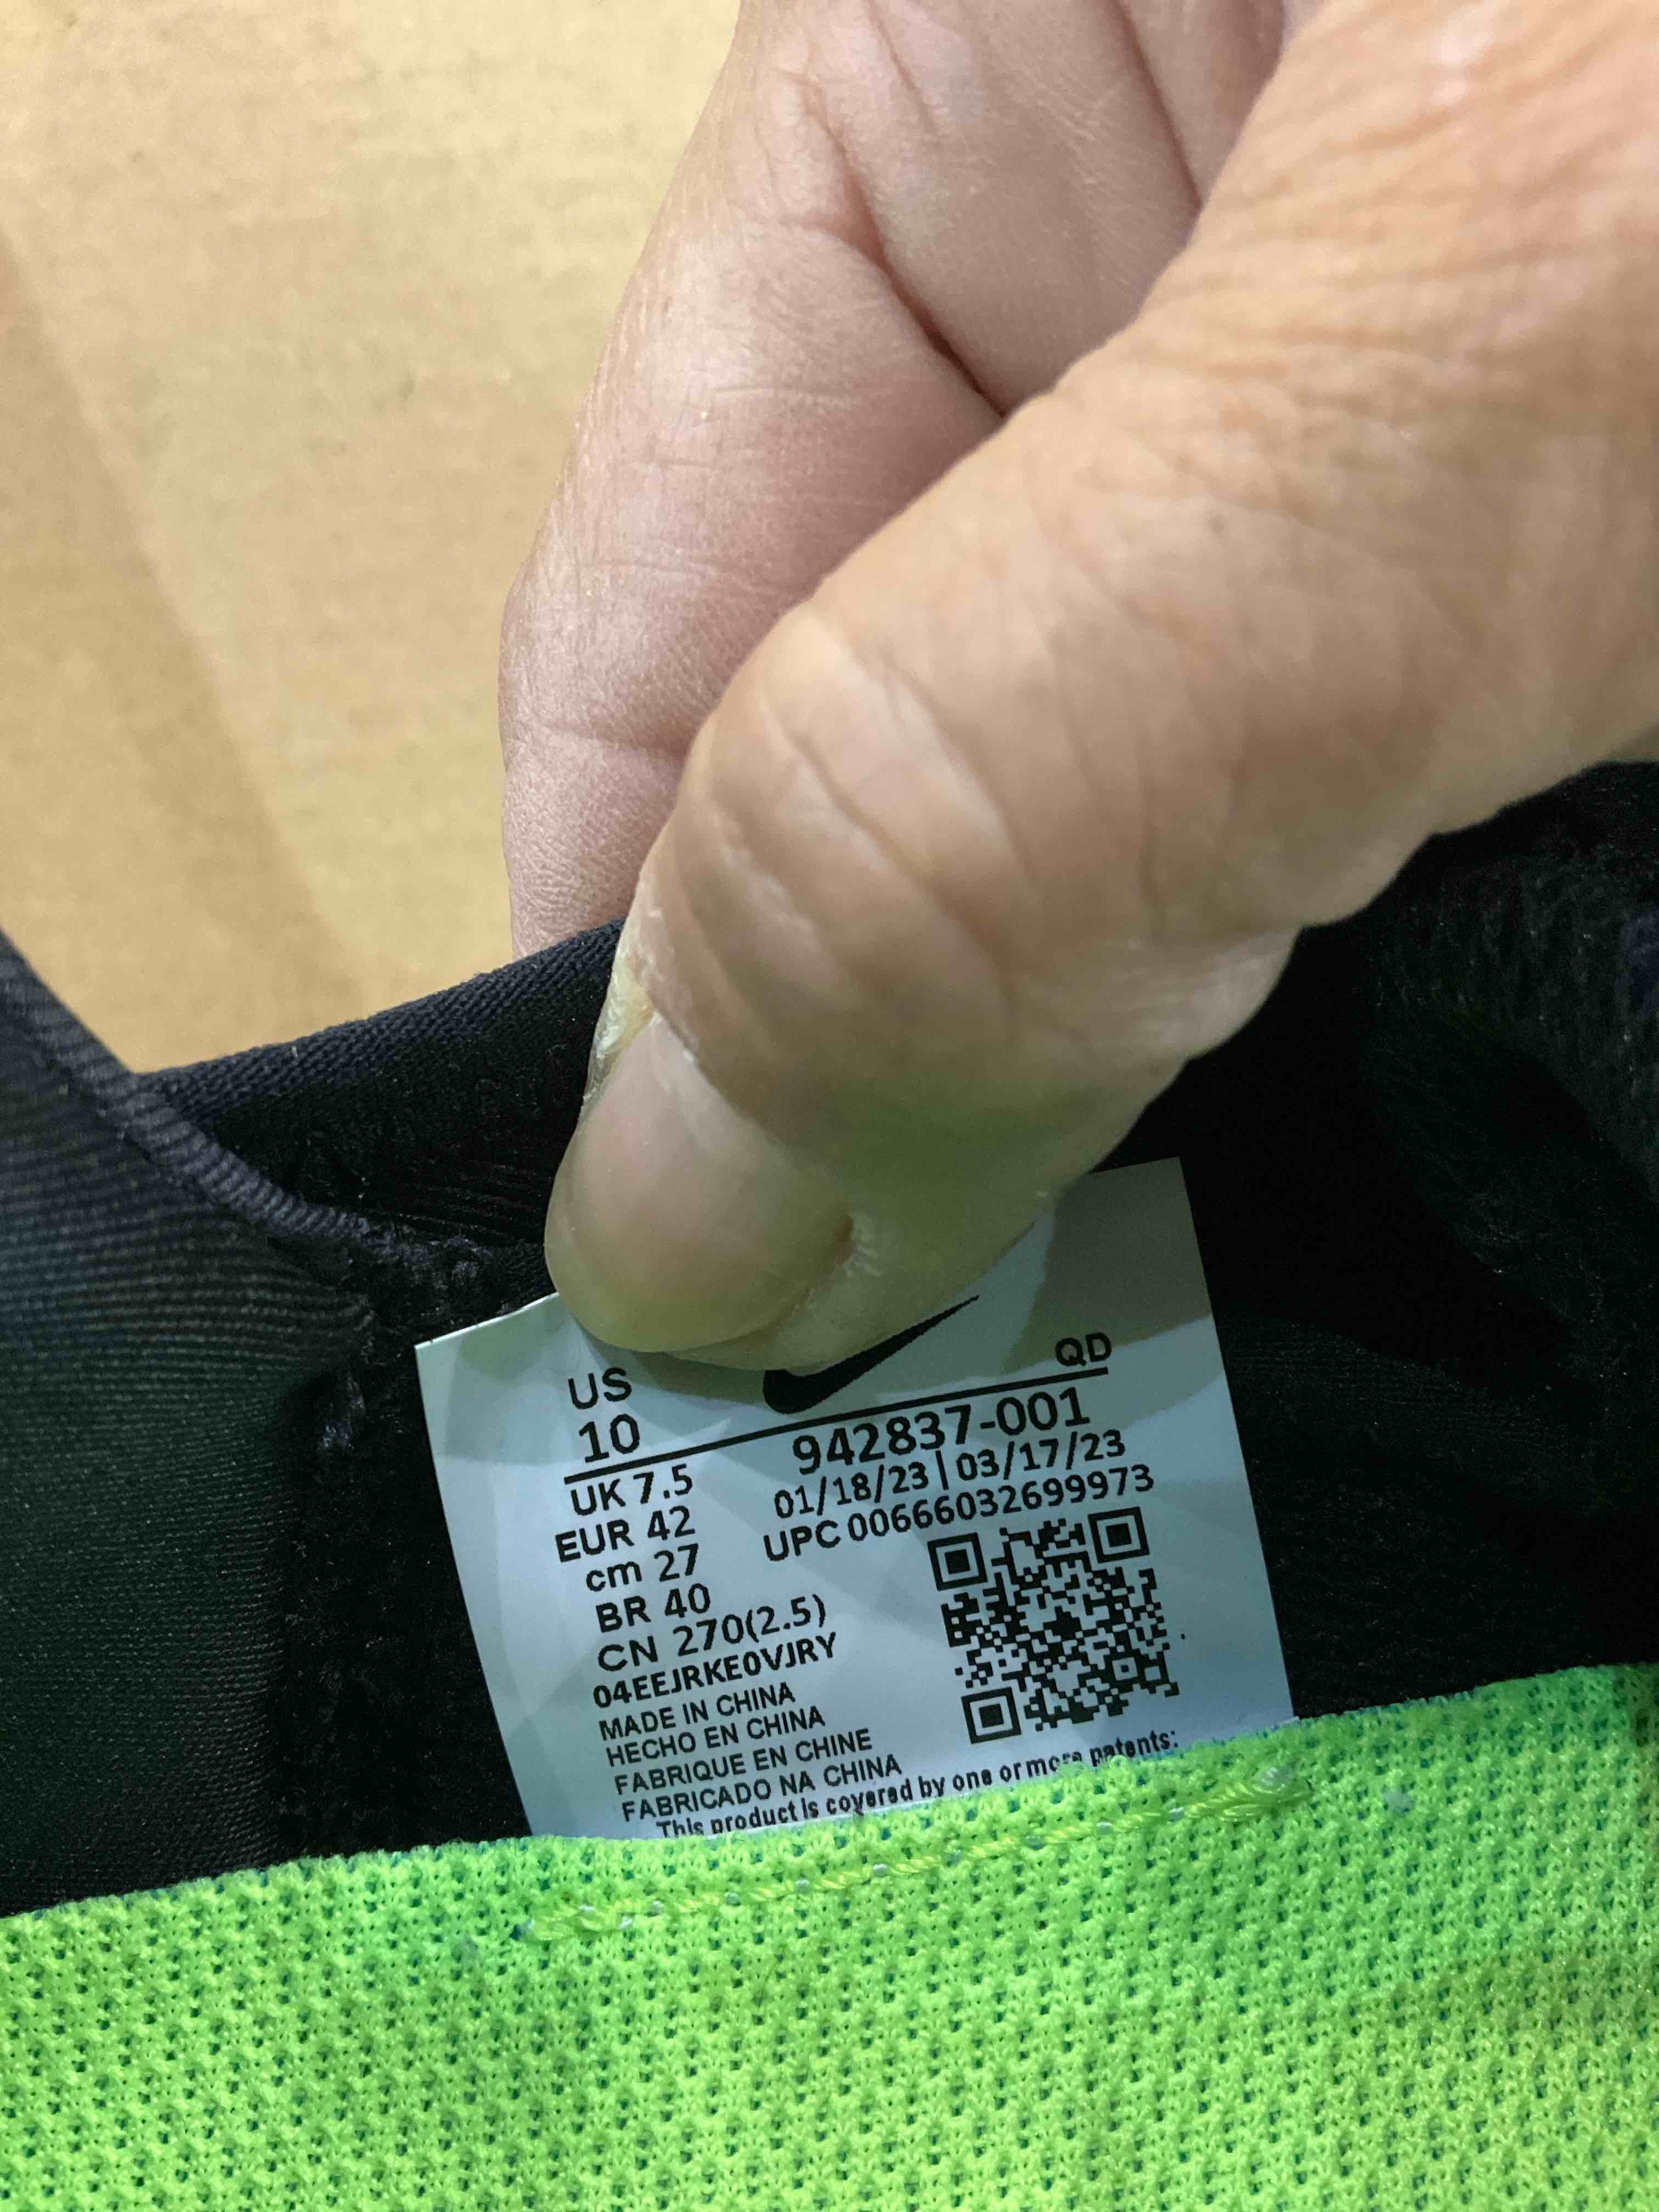 US
10
UK 7.5
EUR 42
cm 27
BR 40
CN 270(2.5)
04EEJRKE0VJRY
MADE IN CHINA
HECHO EN CHINA
FABRIQUE EN CHINE
FABRICADO NA CHINA
This product is covered by one or more patents:
QD
942837-001
01/18/23 | 03/17/23
UPC 00666032699973